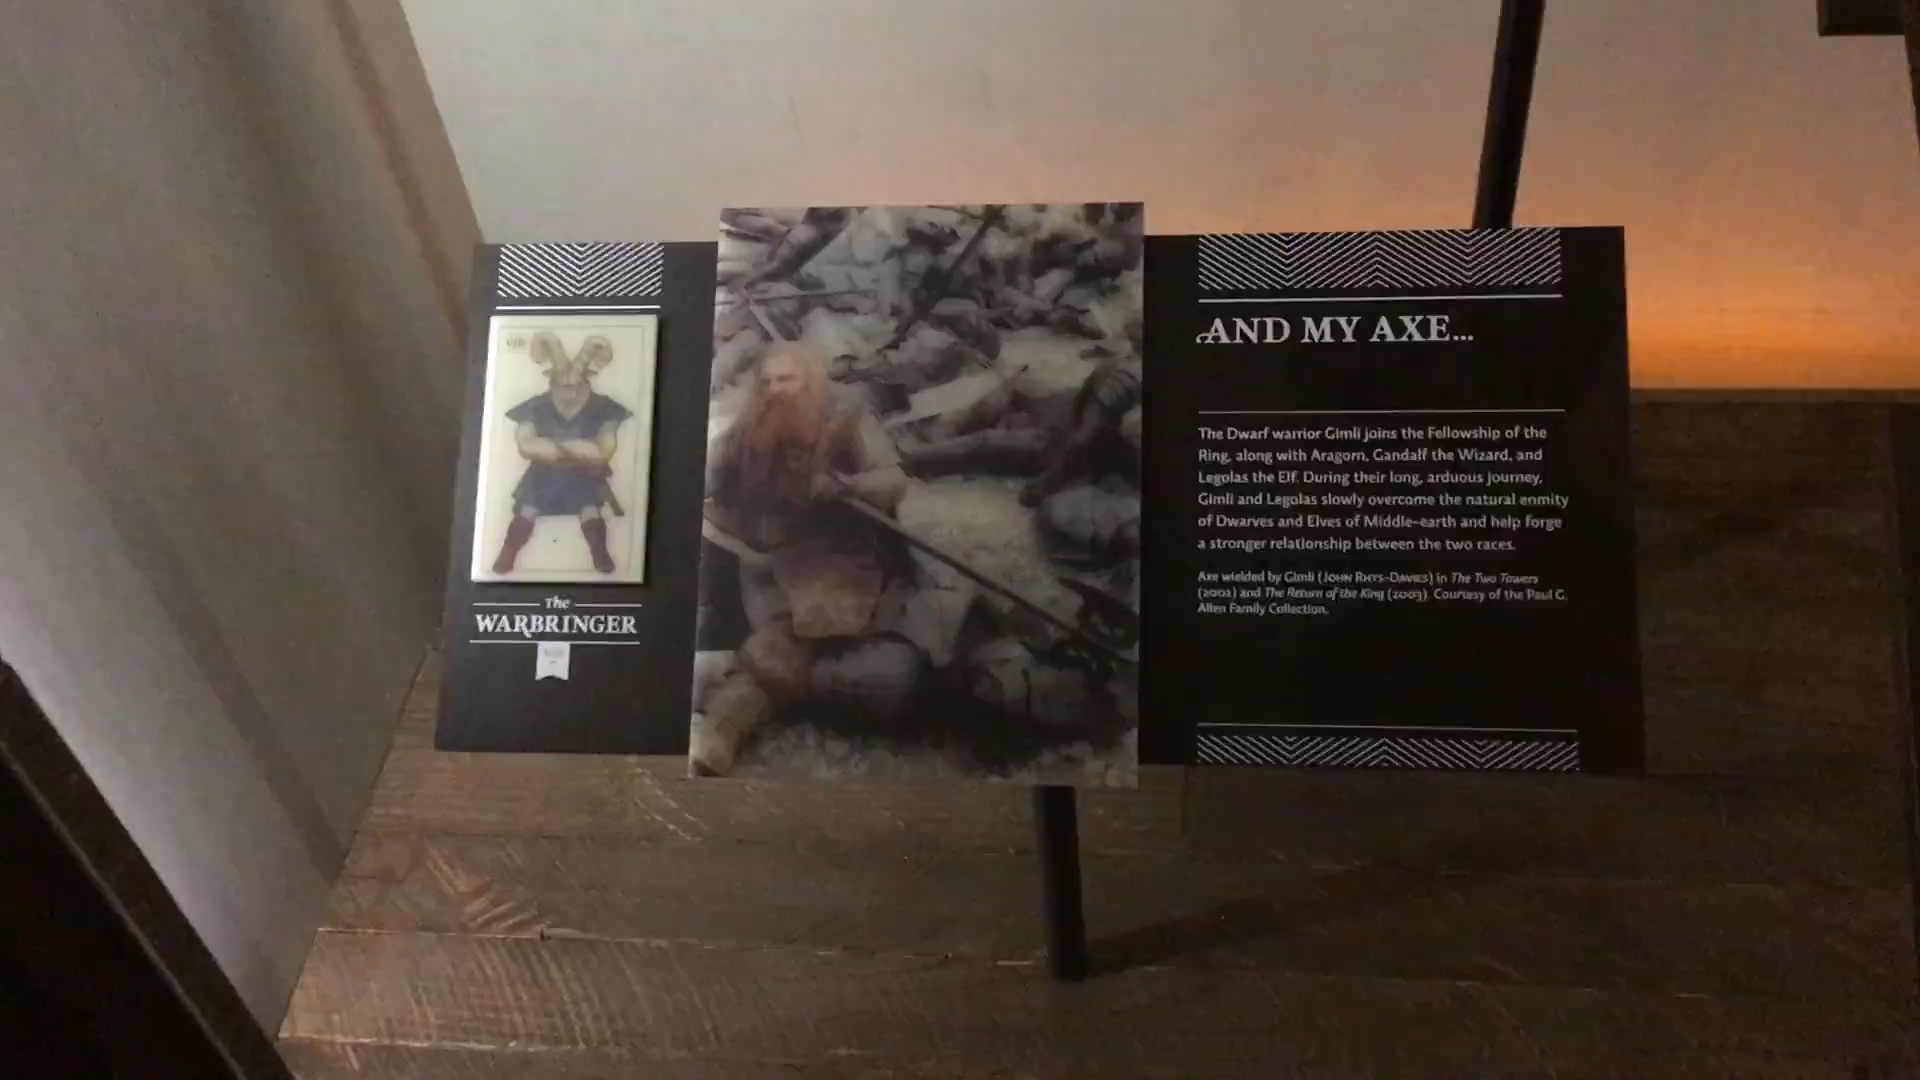 The
WARBRINGER
AND MY AXE...
The Dwarf warrior Gimli joins the Fellowship of the
Ring, along with Aragorn, Gandalf the Wizard, and
Legolas the Elf. During their long, arduous journey,
Gimli and Legolas slowly overcome the natural enmity
of Dwarves and Elves of Middle-earth and help forge
a stronger relationship between the two races.
Axe wielded by Gimli (JOHN RHYS-DAVIES) in The Two Towers
(2002) and The Return of the King (2003). Courtesy of the Paul G.
Allen Family Collection.